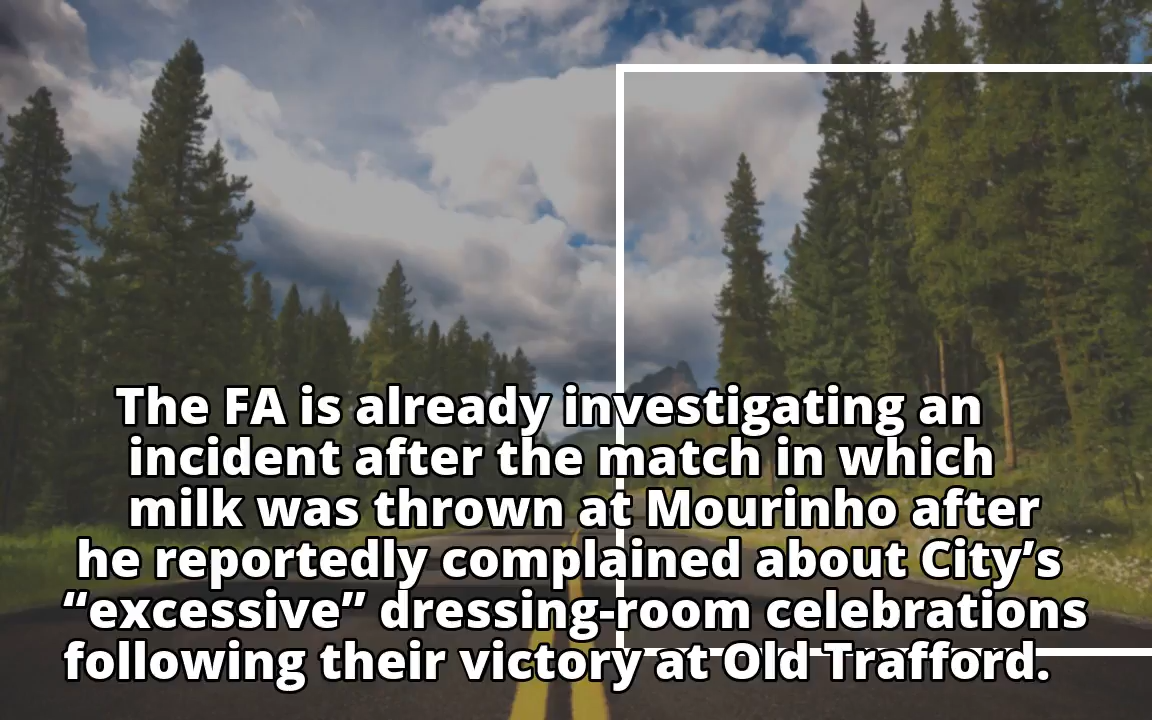 The FA is already investigating an
incident after the match in which
milk was thrown at Mourinho after
he reportedly complained about City’s
“excessive” dressing-room celebrations
following their victory at Old Trafford.